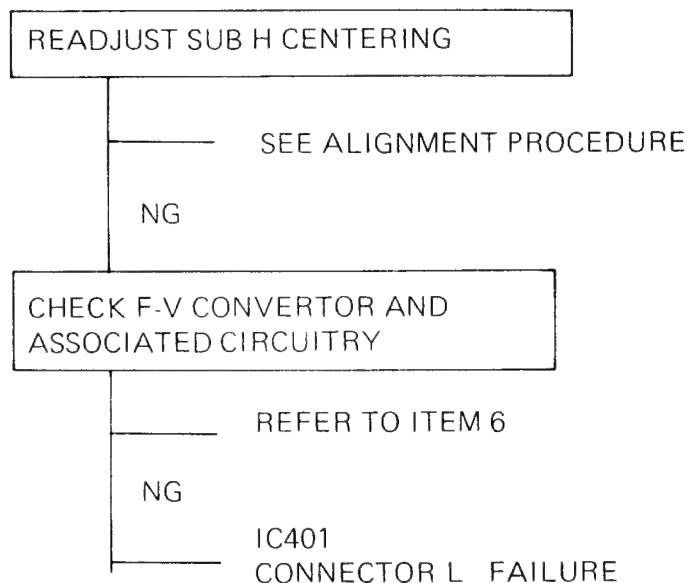 READJUST SUB H CENTERING
SEE ALIGNMENT PROCEDURE
NG
CHECK F-V CONVERTOR AND
ASSOCIATED CIRCUITRY
REFER TO ITEM 6
NG
IC401
CONNECTOR L FAILURE